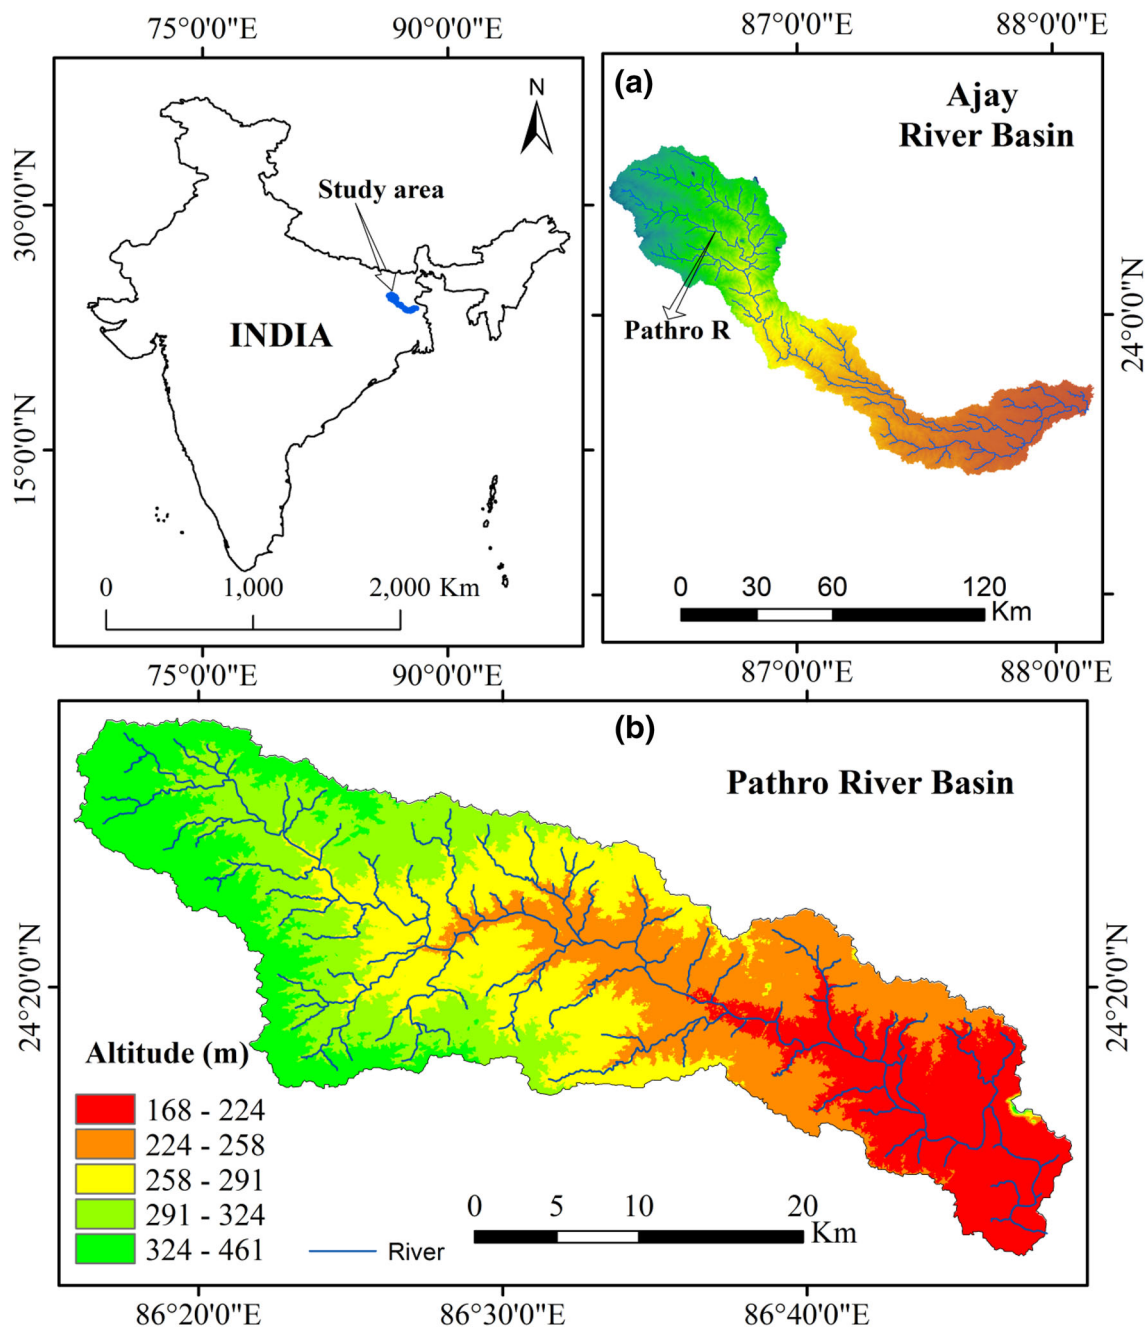 75°0'0"E 90°0'0"E
87°0'0"E 88°0'0"E
30°0'0"N
15°0'0"N
N
Study area
INDIA
0 1,000 2,000 Km
75°0'0"E 90°0'0"E
(a)
Ajay
River Basin
Pathro R
24°0'0"N
0 30 60 120
Km
87°0'0"E 88°0'0"E
(b)
Pathro River Basin
24°20'0"N
24°20'0"N
Altitude (m)
168 - 224
224 - 258
258 - 291
291 - 324
324 - 461
River
0 5 10 20
Km
86°20'0"E 86°30'0"E 86°40'0"E